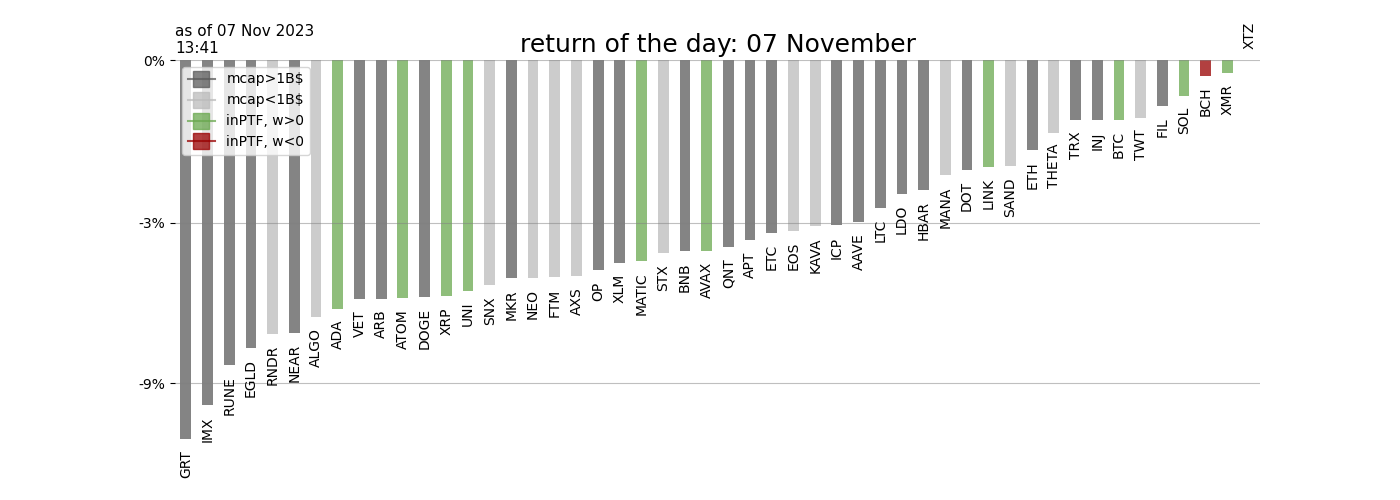 as of 07 Nov 2023
13:41
return of the day: 07 November
XTZ
0%
-3%
-9%
mcap>1B$
mcap<1B$
inPTF, w>0
inPTF, w<0
GRT
IMX
RUNE
EGLD
RNDR
NEAR
ALGO
ADA
VET
ARB
ATOM
DOGE
XRP
UNI
SNX
MKR
NEO
FTM
AXS
OP
XLM
MATIC
STX
BNB
AVAX
QNT
APT
ETC
EOS
KAVA
ICP
AAVE
LTC
LDO
HBAR
MANA
DOT
LINK
SAND
ETH
THETA
TRX
INJ
BTC
TWT
FIL
SOL
BCH
XMR